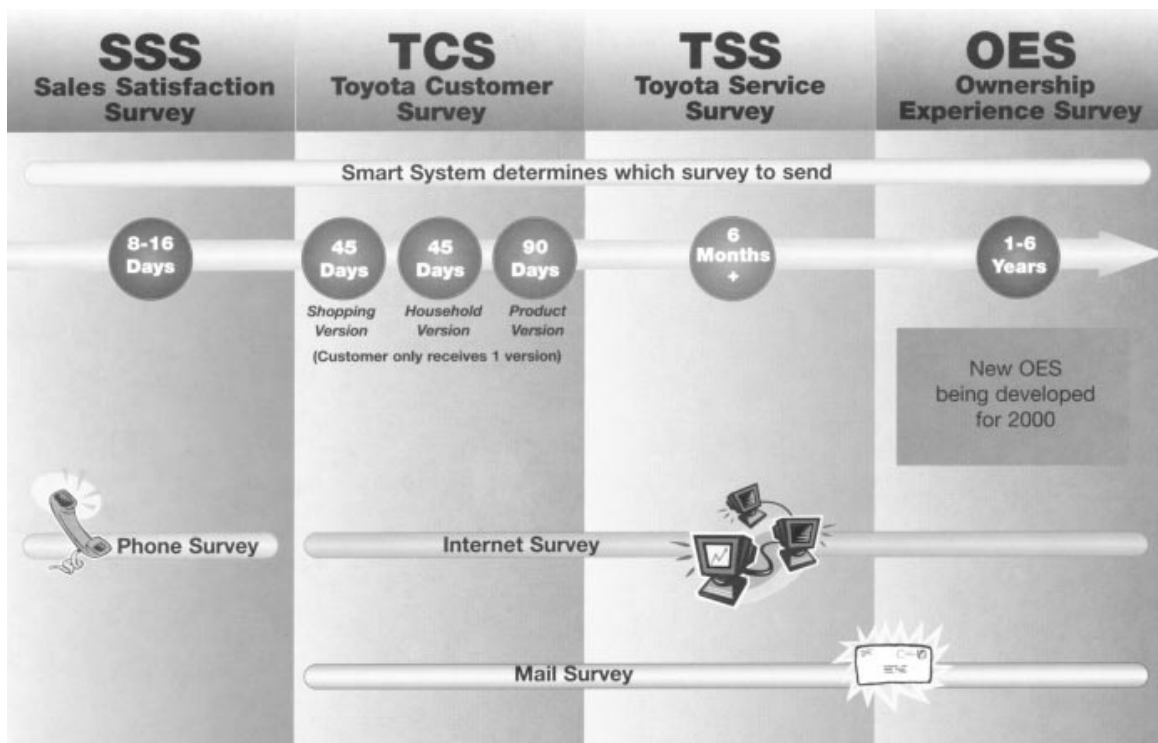 SSS
Sales Satisfaction
Survey
TCS
Toyota Customer
Survey
TSS
Toyota Service
Survey
OES
Ownership
Experience Survey
Smart System determines which survey to send
8-16
Days
45
Days
45
Days
90
Days
6
Months
+
1-6
Years
Shopping
Version
Household
Version
Product
Version
(Customer only receives 1 version)
New OES
being developed
for 2000
Phone Survey
Internet Survey
Mail Survey